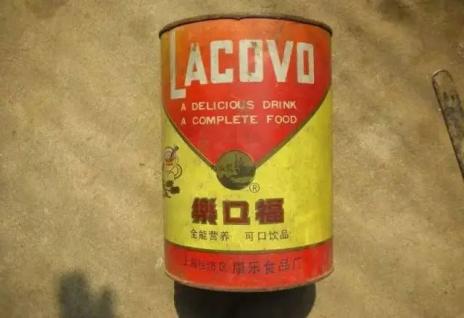 LACOVO
A DELICIOUS DRINK
A COMPLETE FOOD
®
樂口福
全能营养 可口饮品
康乐食品厂